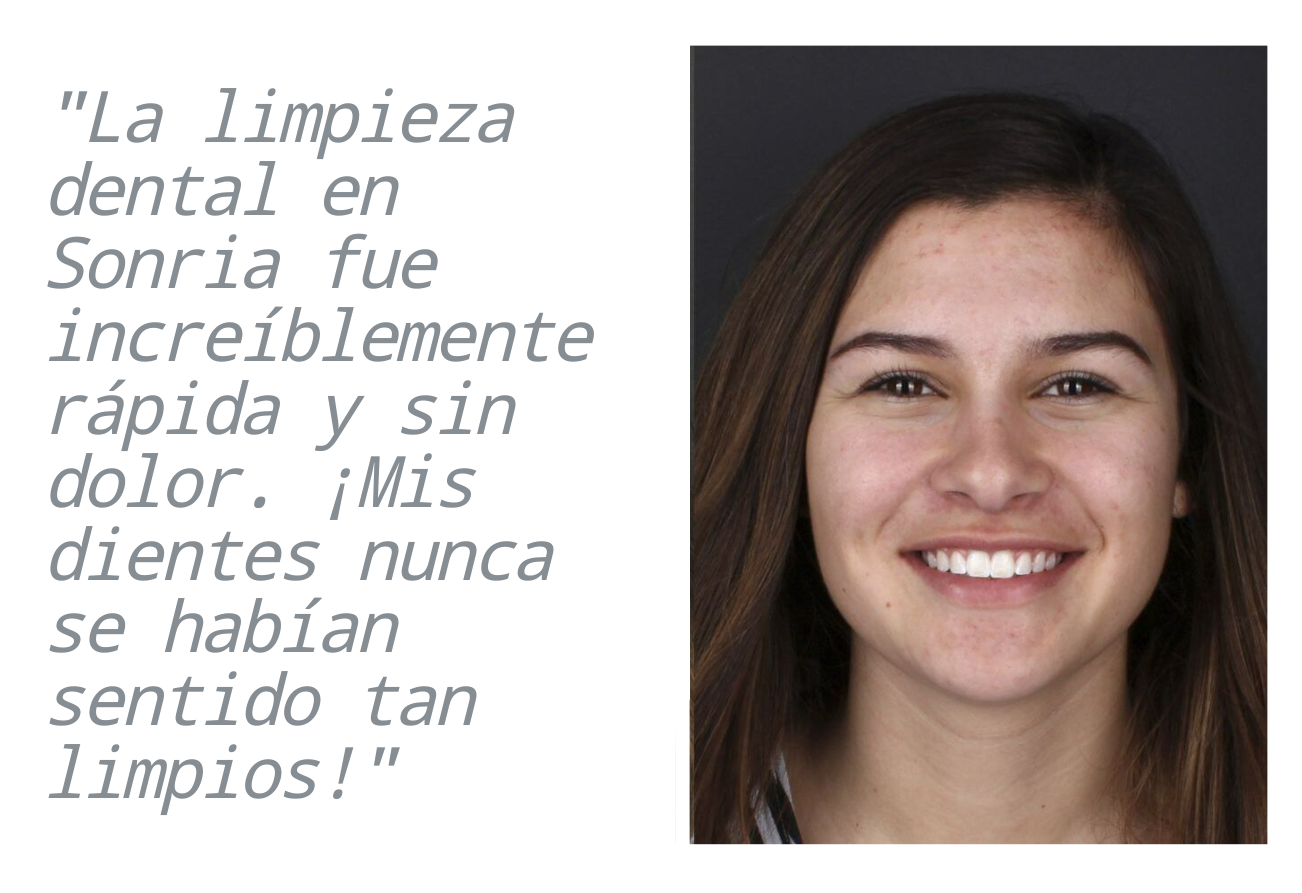 "La limpieza
dental en
Sonria fue
increíblemente
rápida y sin
dolor. ¡Mis
dientes nunca
se habían
sentido tan
limpios!"